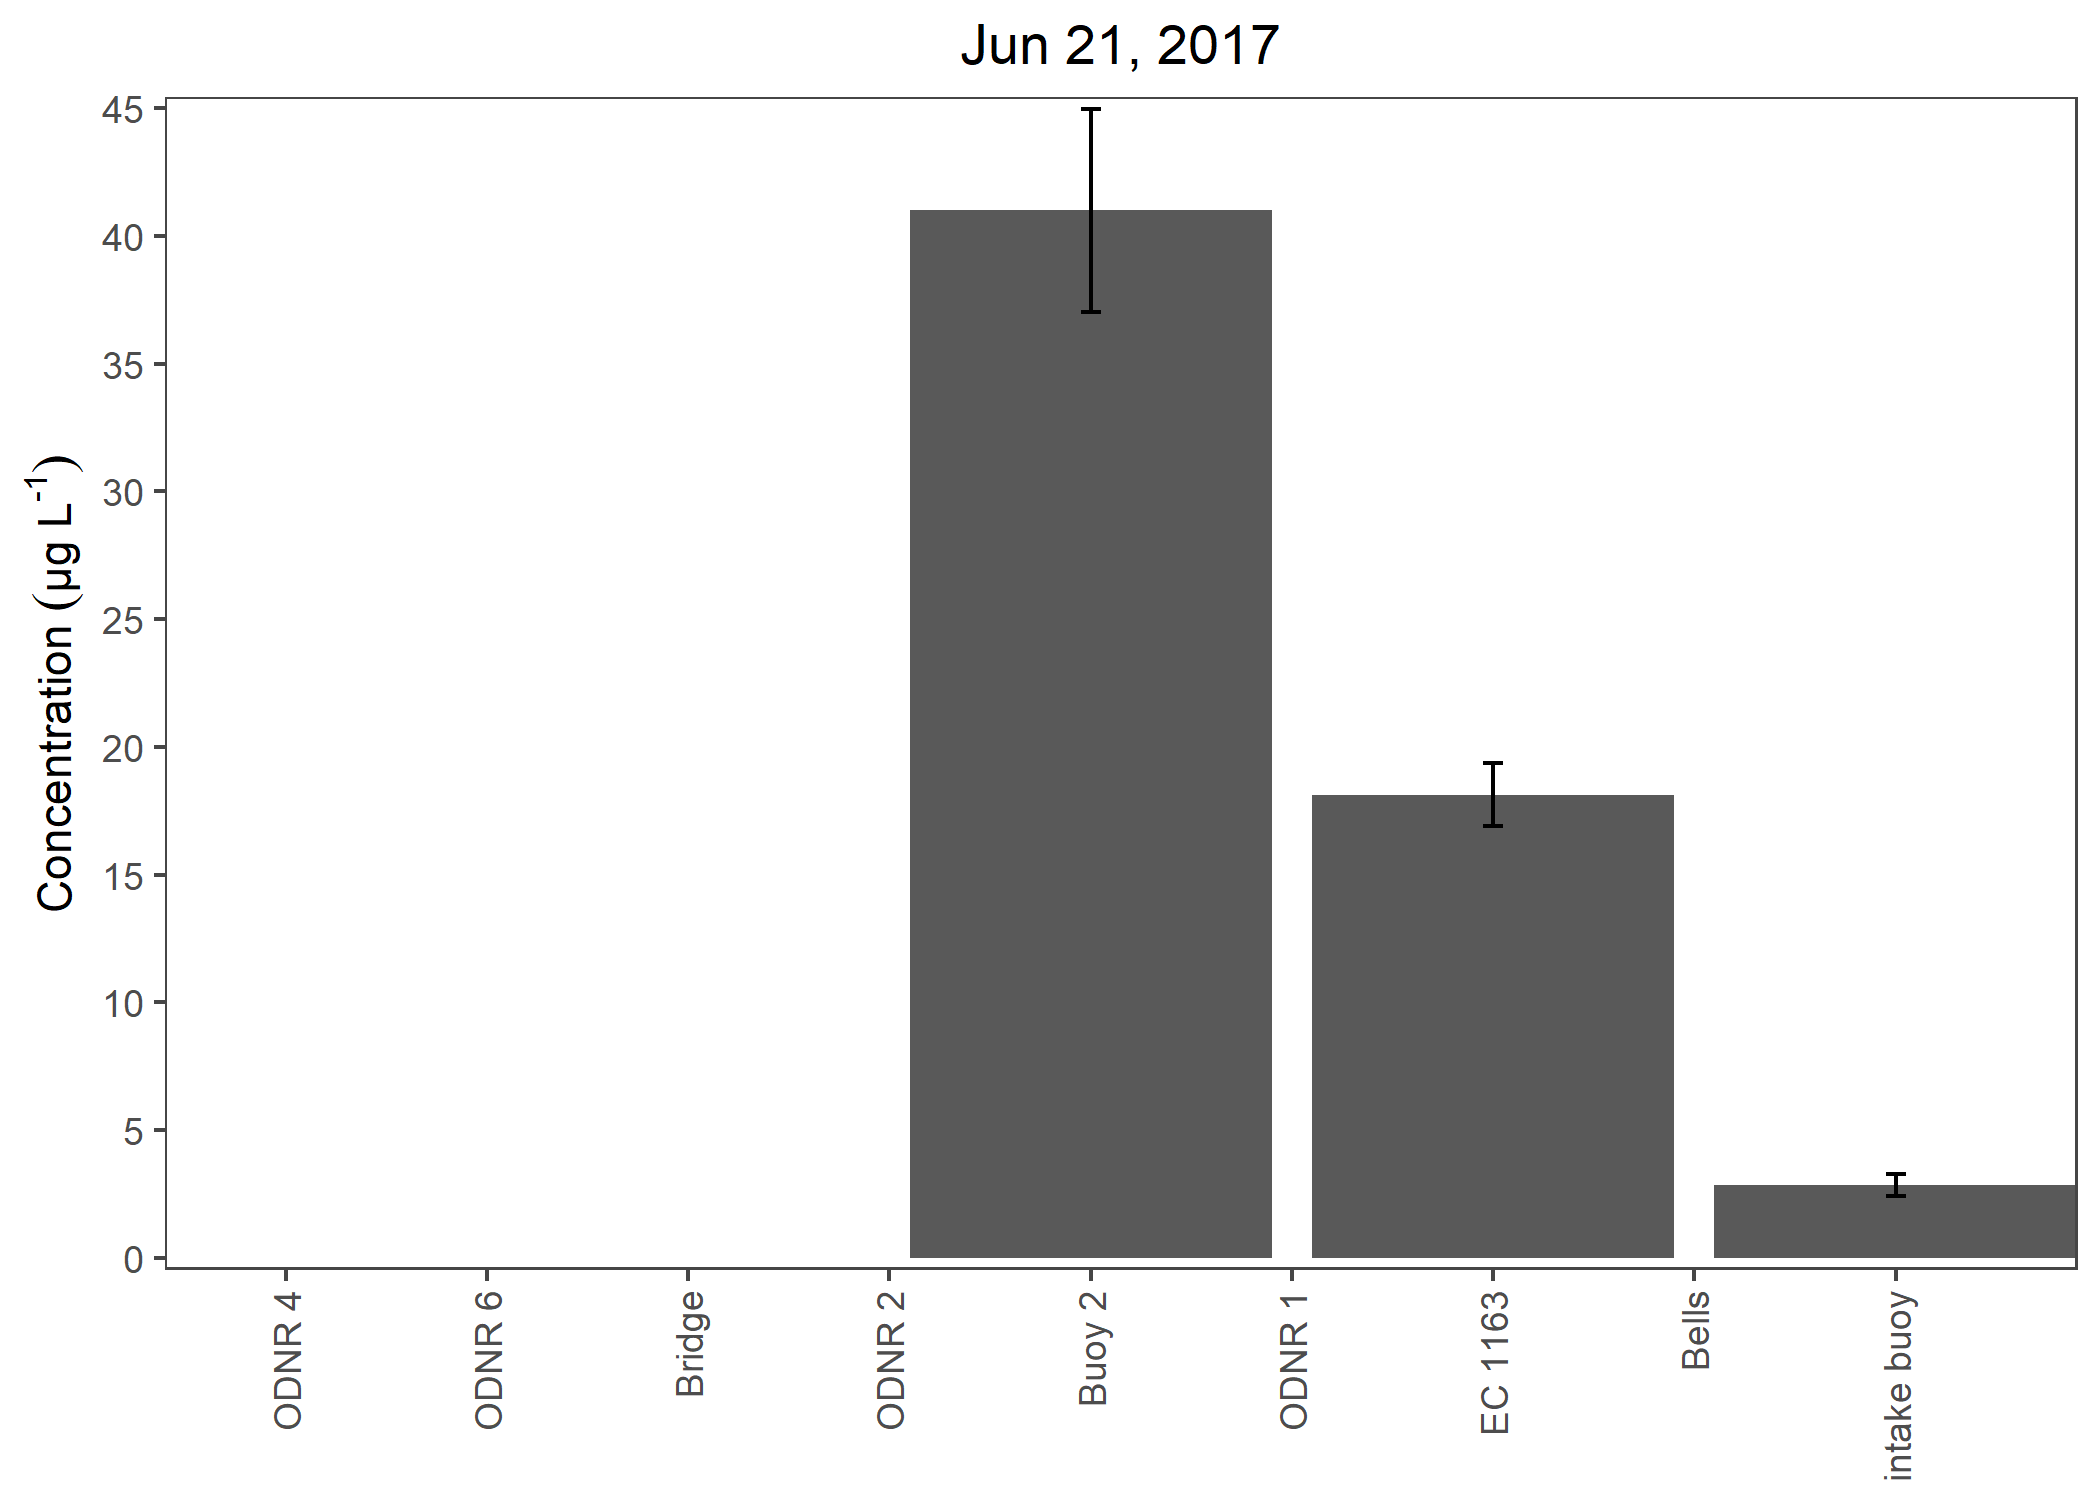 Jun 21, 2017
Concentration (µg L⁻¹)
45
40
35
30
25
20
15
10
5
0
ODNR 4
ODNR 6
Bridge
ODNR 2
Buoy 2
ODNR 1
EC 1163
Bells
intake buoy